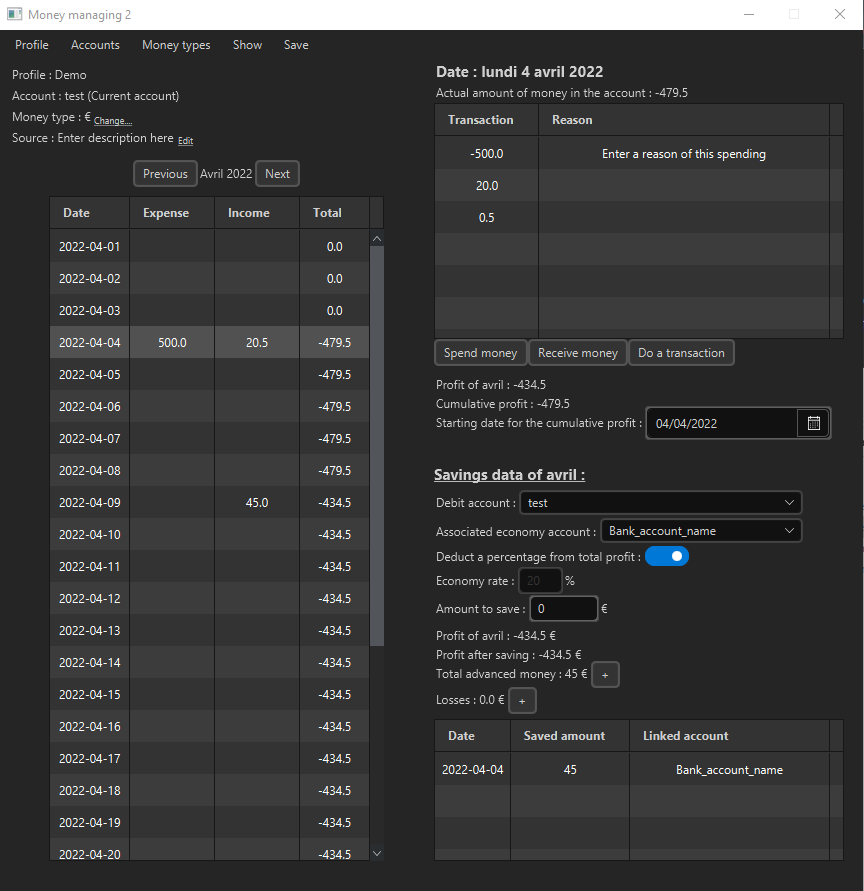 Money managing 2
Profile Accounts Money types Show Save
Profile : Demo
Account : test (Current account)
Money type : € Change....
Source : Enter description here Edit
Previous Avril 2022 Next
Date Expense Income Total
2022-04-01 0.0
2022-04-02 0.0
2022-04-03 0.0
2022-04-04 500.0 20.5 -479.5
2022-04-05 -479.5
2022-04-06 -479.5
2022-04-07 -479.5
2022-04-08 -479.5
2022-04-09 45.0 -434.5
2022-04-10 -434.5
2022-04-11 -434.5
2022-04-12 -434.5
2022-04-13 -434.5
2022-04-14 -434.5
2022-04-15 -434.5
2022-04-16 -434.5
2022-04-17 -434.5
2022-04-18 -434.5
2022-04-19 -434.5
2022-04-20 -434.5
Date : lundi 4 avril 2022
Actual amount of money in the account : -479.5
Transaction Reason
-500.0 Enter a reason of this spending
20.0
0.5
Spend money Receive money Do a transaction
Profit of avril : -434.5
Cumulative profit : -479.5
Starting date for the cumulative profit : 04/04/2022
Savings data of avril :
Debit account : test
Associated economy account : Bank_account_name
Deduct a percentage from total profit :
Economy rate : 20 %
Amount to save : 0 €
Profit of avril : -434.5 €
Profit after saving : -434.5 €
Total advanced money : 45 € +
Losses : 0.0 € +
Date Saved amount Linked account
2022-04-04 45 Bank_account_name